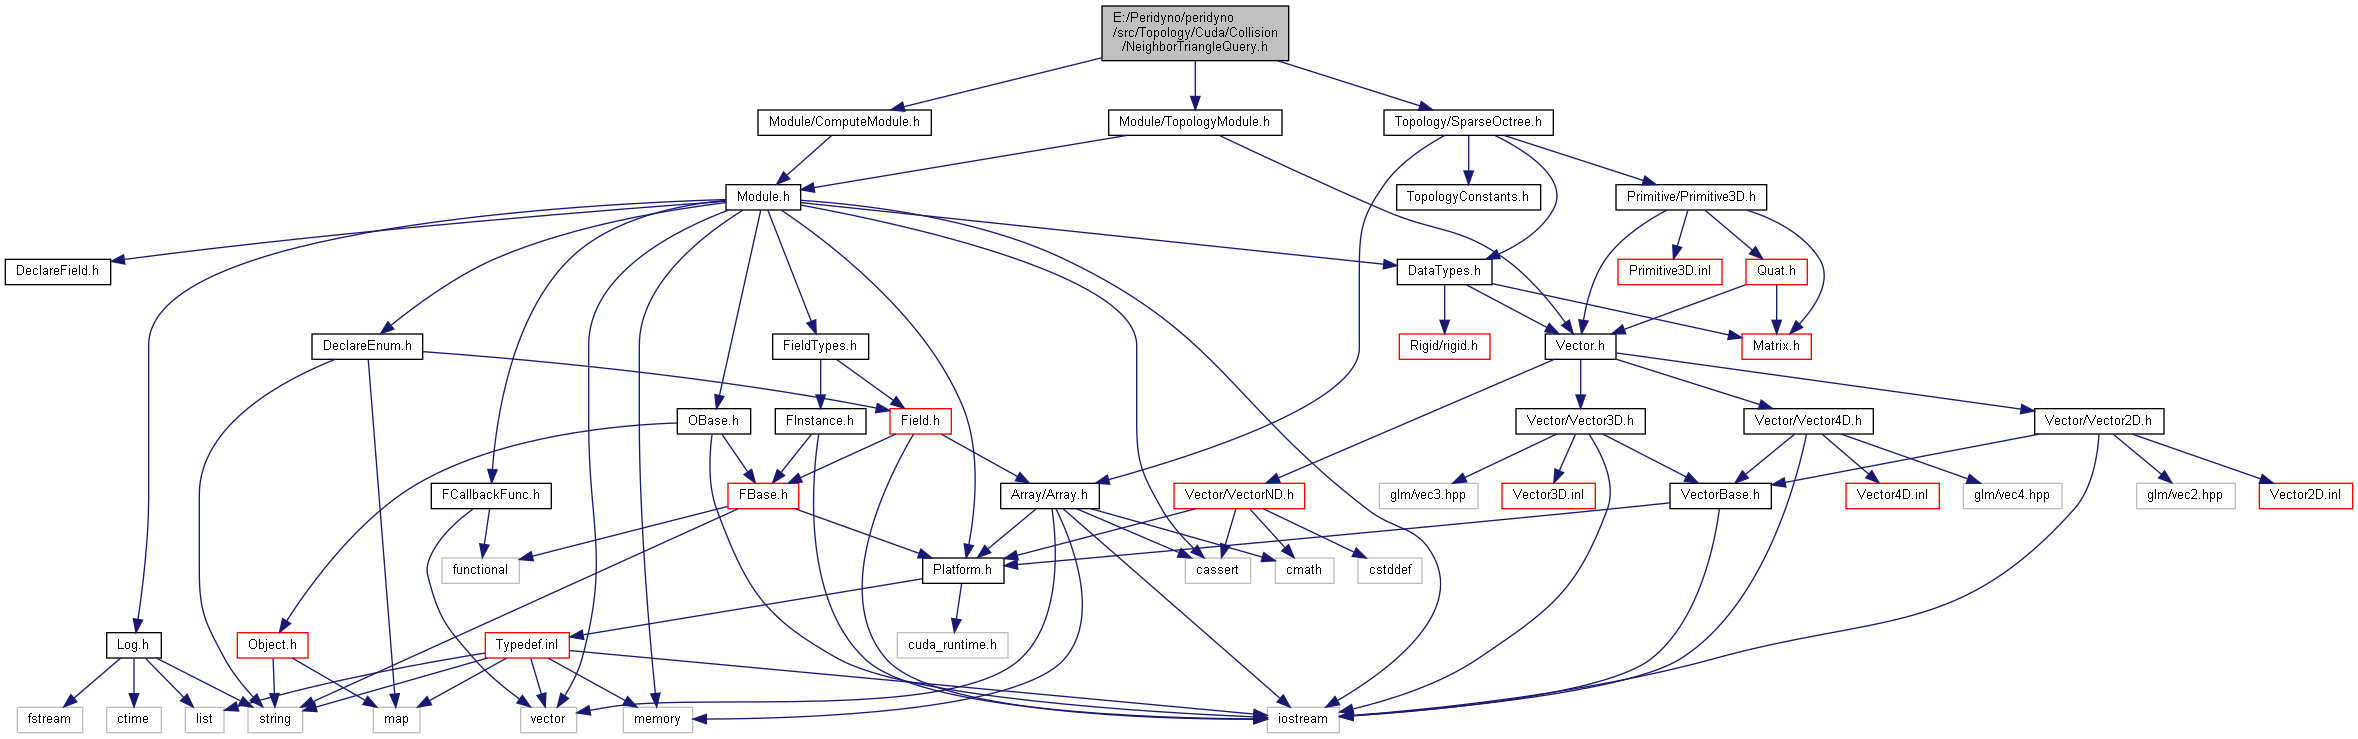 E:/Peridyno/peridyno
/src/Topology/Cuda/Collision
/NeighborTriangleQuery.h
Module/ComputeModule.h
Module/TopologyModule.h
Topology/SparseOctree.h
Module.h
TopologyConstants.h
Primitive/Primitive3D.h
DeclareField.h
DataTypes.h
Primitive3D.inl
Quat.h
DeclareEnum.h
FieldTypes.h
Rigid/rigid.h
Vector.h
Matrix.h
OBase.h
FInstance.h
Field.h
Vector/Vector3D.h
Vector/Vector4D.h
Vector/Vector2D.h
FCallbackFunc.h
FBase.h
Array/Array.h
Vector/VectorND.h
glm/vec3.hpp
Vector3D.inl
VectorBase.h
Vector4D.inl
glm/vec4.hpp
glm/vec2.hpp
Vector2D.inl
functional
Platform.h
cassert
cmath
cstddef
Log.h
Object.h
Typedef.inl
cuda_runtime.h
fstream
ctime
list
string
map
vector
memory
iostream